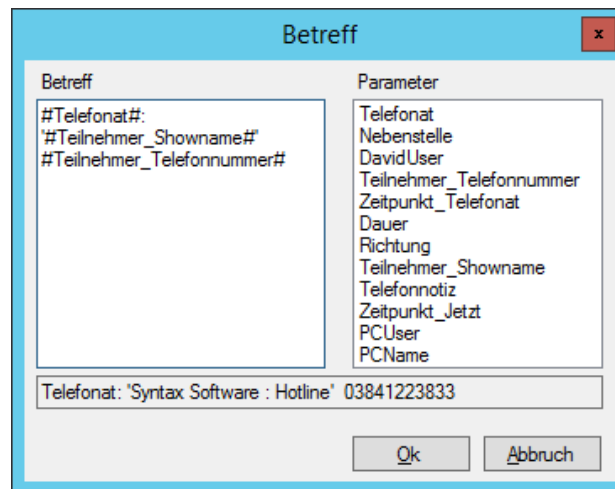 Betreff
x
Betreff
#Telefonat#:
'#Teilnehmer_Showname#'
#Teilnehmer_Telefonnummer#
Parameter
Telefonat
Nebenstelle
DavidUser
Teilnehmer_Telefonnummer
Zeitpunkt_Telefonat
Dauer
Richtung
Teilnehmer_Showname
Telefonnotiz
Zeitpunkt_Jetzt
PCUser
PCName
Telefonat: 'Syntax Software : Hotline' 03841223833
Ok
Abbruch